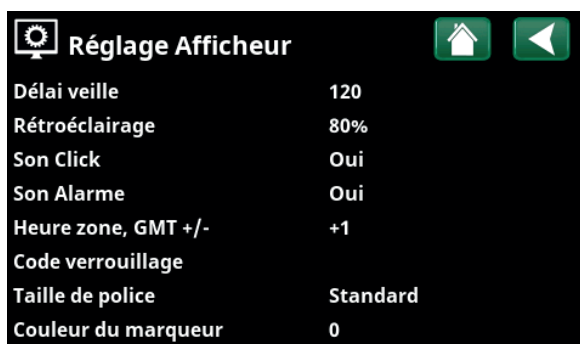 Réglage Afficheur
Délai veille 120
Rétroéclairage 80%
Son Click Oui
Son Alarme Oui
Heure zone, GMT +/- +1
Code verrouillage
Taille de police Standard
Couleur du marqueur 0